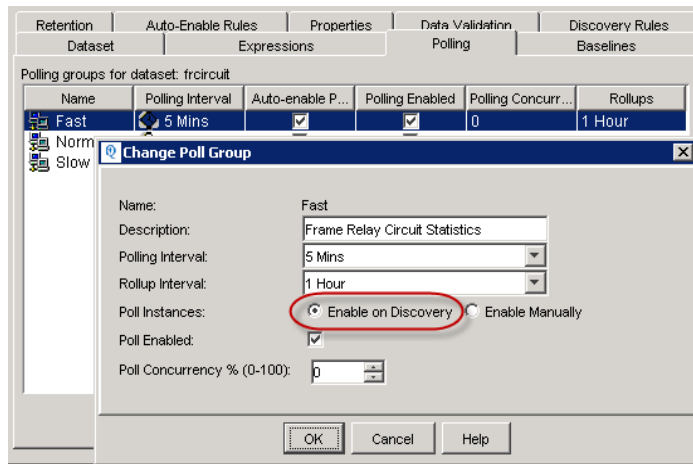 Retention Auto-Enable Rules Properties Data Validation Discovery Rules
Dataset Expressions Polling Baselines
Polling groups for dataset: frcircuit
Name Polling Interval Auto-enable P... Polling Enabled Polling Concurr... Rollups
Fast 5 Mins 0 1 Hour
Norm
Slow
Change Poll Group
Name: Fast
Description: Frame Relay Circuit Statistics
Polling Interval: 5 Mins
Rollup Interval: 1 Hour
Poll Instances: Enable on Discovery Enable Manually
Poll Enabled:
Poll Concurrency % (0-100): 0
OK Cancel Help